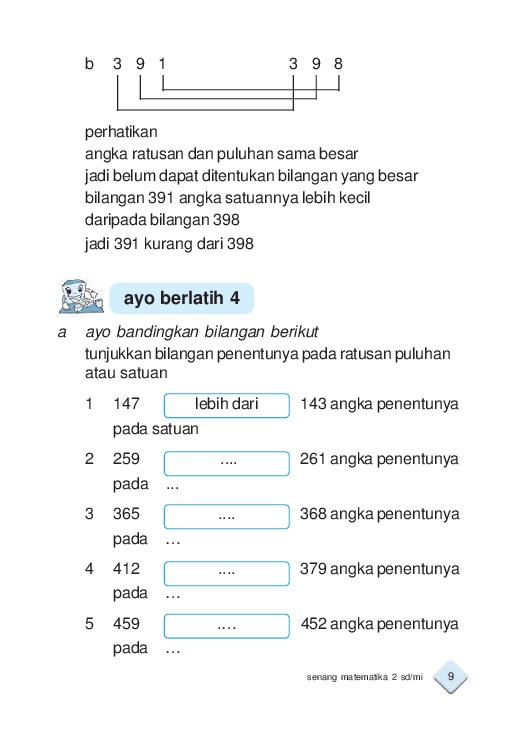 b 3 9 1 3 9 8
perhatikan
angka ratusan dan puluhan sama besar
jadi belum dapat ditentukan bilangan yang besar
bilangan 391 angka satuannya lebih kecil
daripada bilangan 398
jadi 391 kurang dari 398
ayo berlatih 4
a ayo bandingkan bilangan berikut
tunjukkan bilangan penentunya pada ratusan puluhan
atau satuan
1 147 lebih dari 143 angka penentunya
pada satuan
2 259 .... 261 angka penentunya
pada ...
3 365 .... 368 angka penentunya
pada ...
4 412 .... 379 angka penentunya
pada ...
5 459 .... 452 angka penentunya
pada ...
senang matematika 2 sd/mi 9